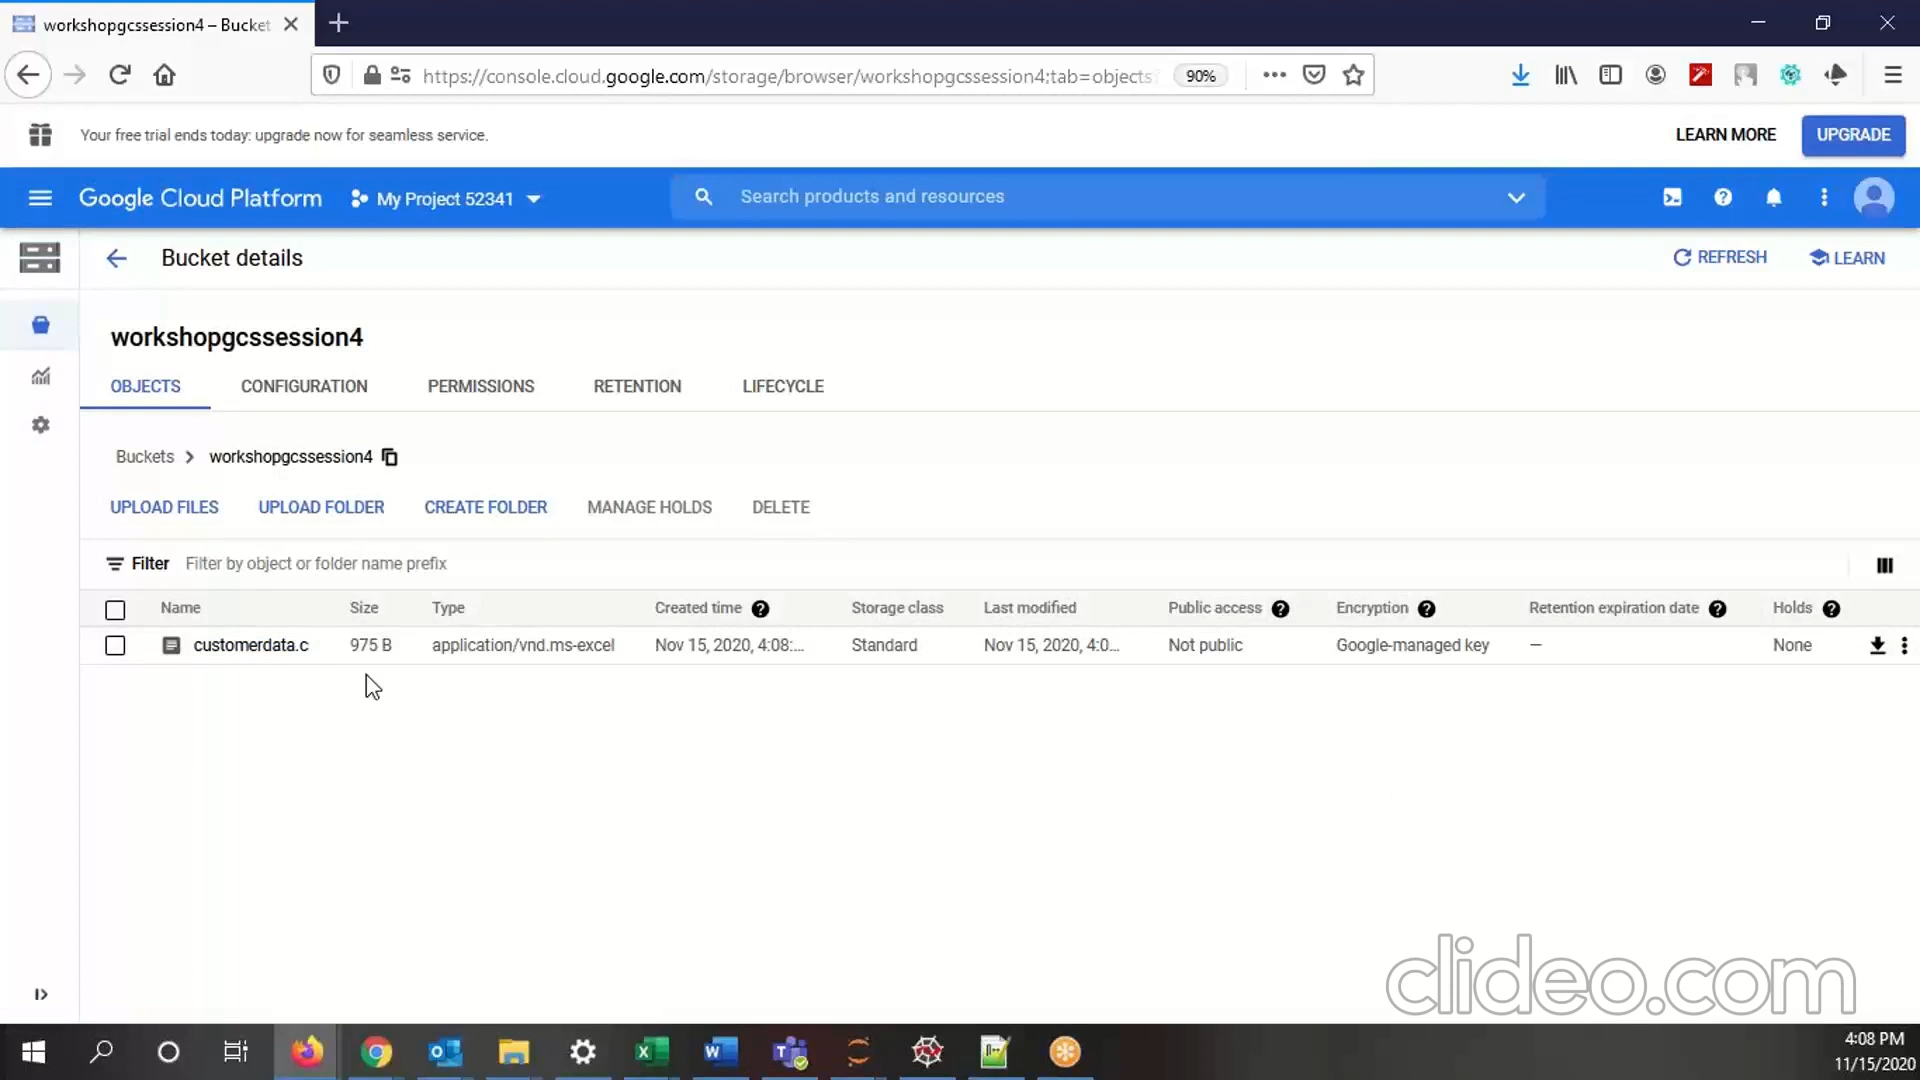 workshopgcssession4 – Bucket
https://console.cloud.google.com/storage/browser/workshopgcssession4;tab=objects?
90%
Your free trial ends today: upgrade now for seamless service.
LEARN MORE
UPGRADE
Google Cloud Platform
My Project 52341
Search products and resources
Bucket details
REFRESH
LEARN
workshopgcssession4
OBJECTS
CONFIGURATION
PERMISSIONS
RETENTION
LIFECYCLE
Buckets
workshopgcssession4
UPLOAD FILES
UPLOAD FOLDER
CREATE FOLDER
MANAGE HOLDS
DELETE
Filter
Filter by object or folder name prefix
Name Size Type Created time Storage class Last modified Public access Encryption Retention expiration date Holds
customerdata.c 975 B application/vnd.ms-excel Nov 15, 2020, 4:08:... Standard Nov 15, 2020, 4:0... Not public Google-managed key — None
clideo.com
4:08 PM
11/15/2020